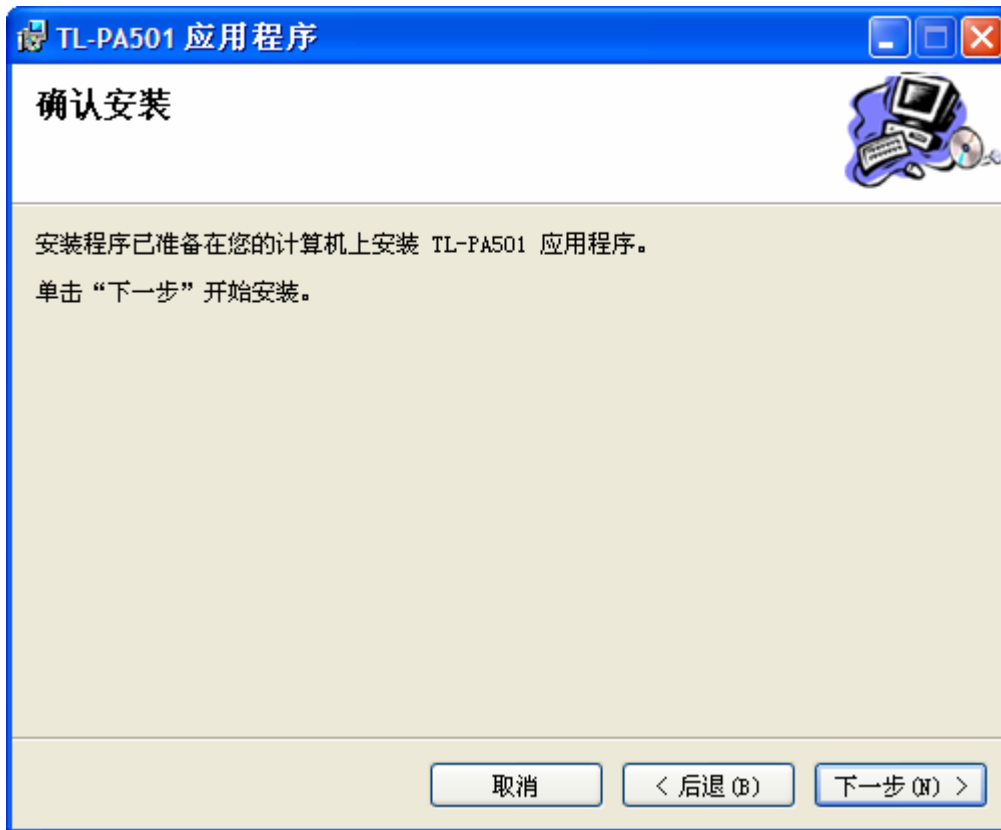 TL-PA501 应用程序
确认安装
安装程序已准备在您的计算机上安装 TL-PA501 应用程序。
单击“下一步”开始安装。
取消
< 后退(B)
下一步(N) >